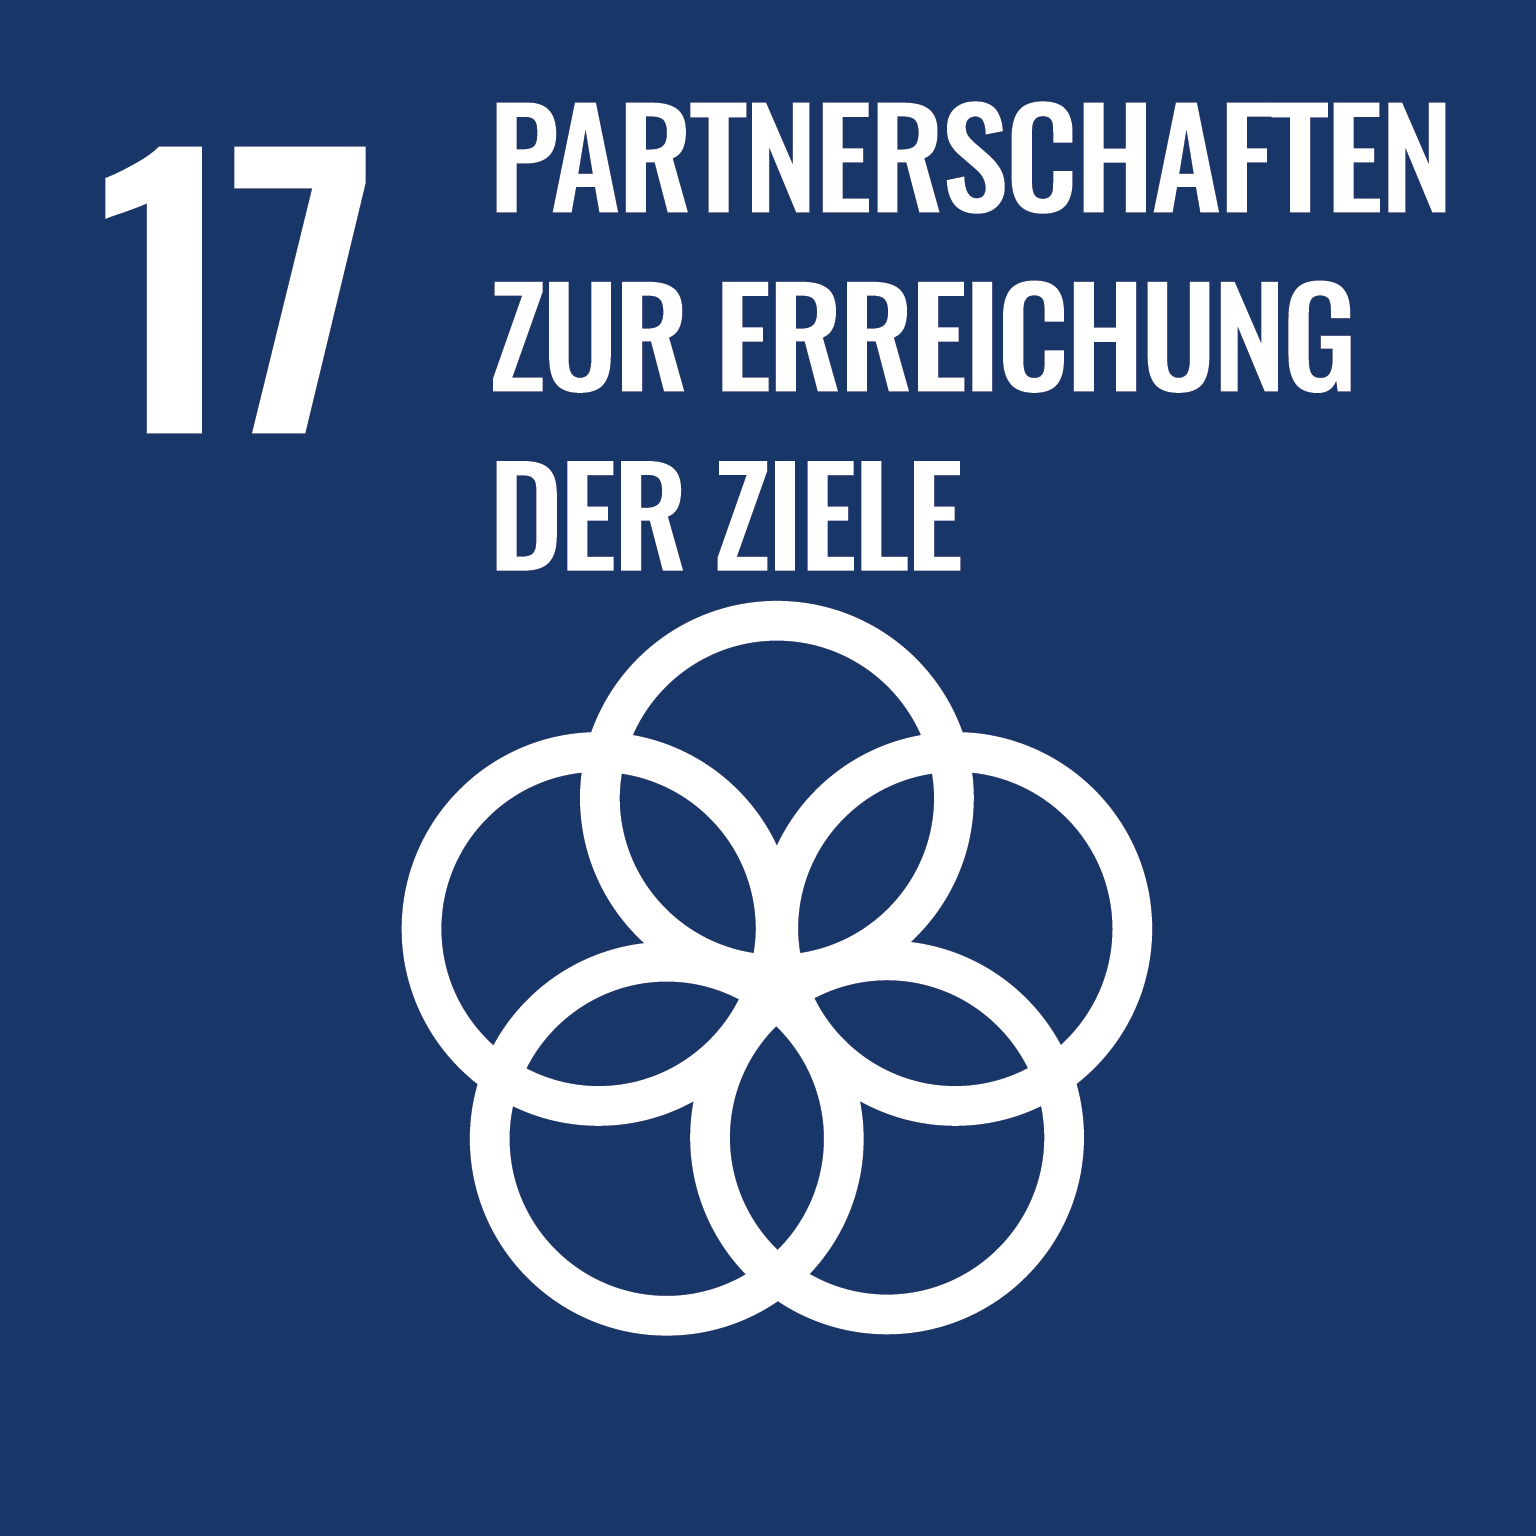 17
PARTNERSCHAFTEN
ZUR ERREICHUNG
DER ZIELE